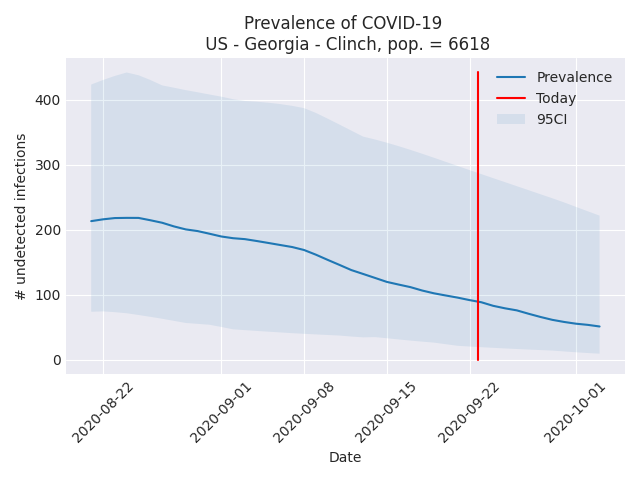 Prevalence of COVID-19
US - Georgia - Clinch, pop. = 6618
Prevalence
Today
95CI
# undetected infections
400
300
200
100
0
2020-08-22
2020-09-01
2020-09-08
2020-09-15
2020-09-22
2020-10-01
Date